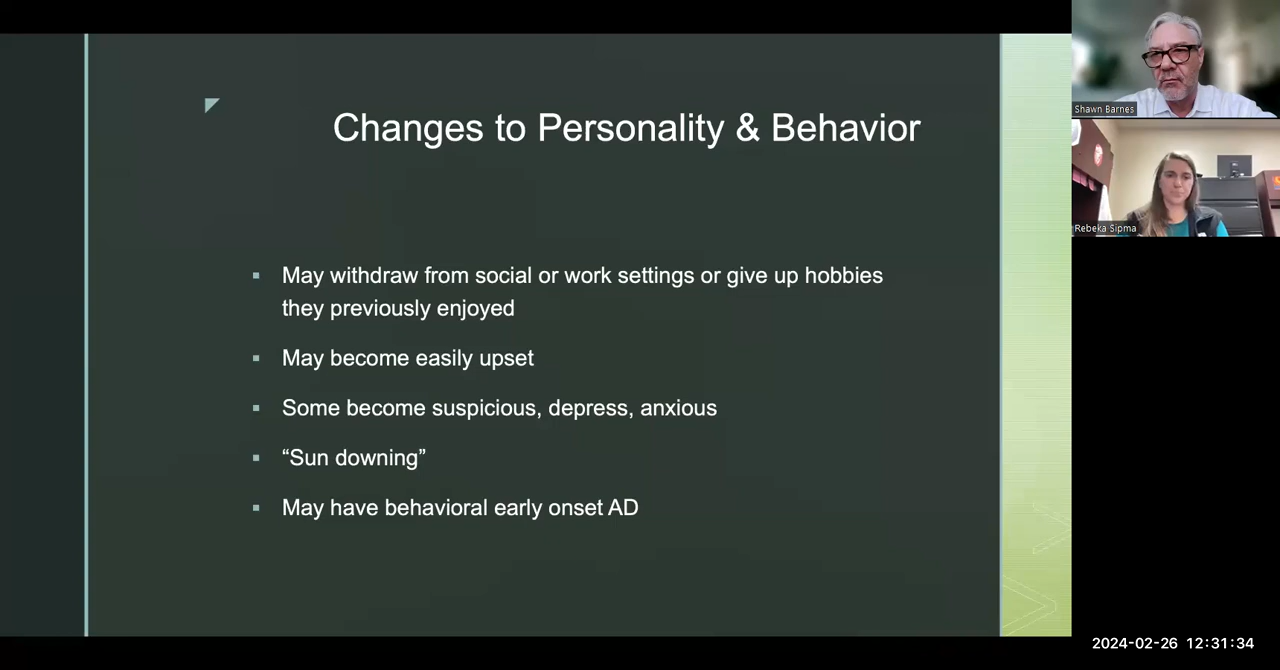 Changes to Personality & Behavior
▪ May withdraw from social or work settings or give up hobbies
they previously enjoyed
▪ May become easily upset
▪ Some become suspicious, depress, anxious
▪ “Sun downing”
▪ May have behavioral early onset AD
Shawn Barnes
Rebeka Sipma
2024-02-26 12:31:34